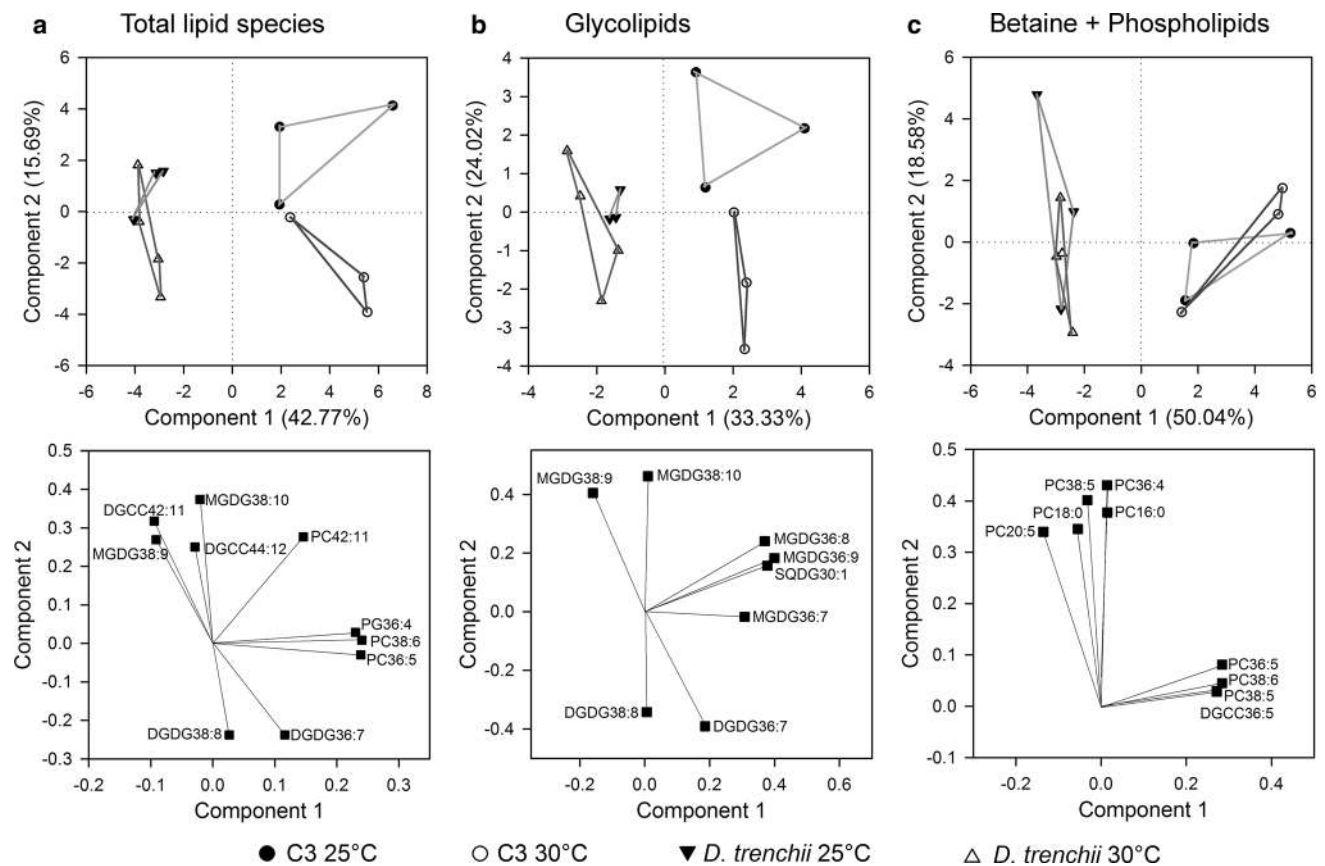 a Total lipid species
b Glycolipids
c Betaine + Phospholipids
Component 2 (15.69%)
6
4
2
0
-2
-4
-6
-6 -4 -2 0 2 4 6 8
Component 1 (42.77%)
Component 2 (24.02%)
4
3
2
1
0
-1
-2
-3
-4
-4 -2 0 2 4 6
Component 1 (33.33%)
Component 2 (18.58%)
6
4
2
0
-2
-4
-4 -2 0 2 4 6
Component 1 (50.04%)
Component 2
0.5
0.4
0.3
0.2
0.1
0.0
-0.1
-0.2
-0.3
DGCC42:11
MGDG38:10
MGDG38:9
DGCC44:12
PC42:11
PG36:4
PC38:6
PC36:5
DGDG38:8
DGDG36:7
-0.2 -0.1 0.0 0.1 0.2 0.3
Component 1
Component 2
0.4
0.2
0.0
-0.2
-0.4
MGDG38:9
MGDG38:10
MGDG36:8
MGDG36:9
SQDG30:1
MGDG36:7
DGDG38:8
DGDG36:7
-0.2 0.0 0.2 0.4 0.6
Component 1
Component 2
0.5
0.4
0.3
0.2
0.1
0.0
-0.1
PC38:5
PC36:4
PC18:0
PC16:0
PC20:5
PC36:5
PC38:6
PC38:5
DGCC36:5
-0.2 0.0 0.2 0.4
Component 1
C3 25°C
C3 30°C
D. trenchii 25°C
D. trenchii 30°C